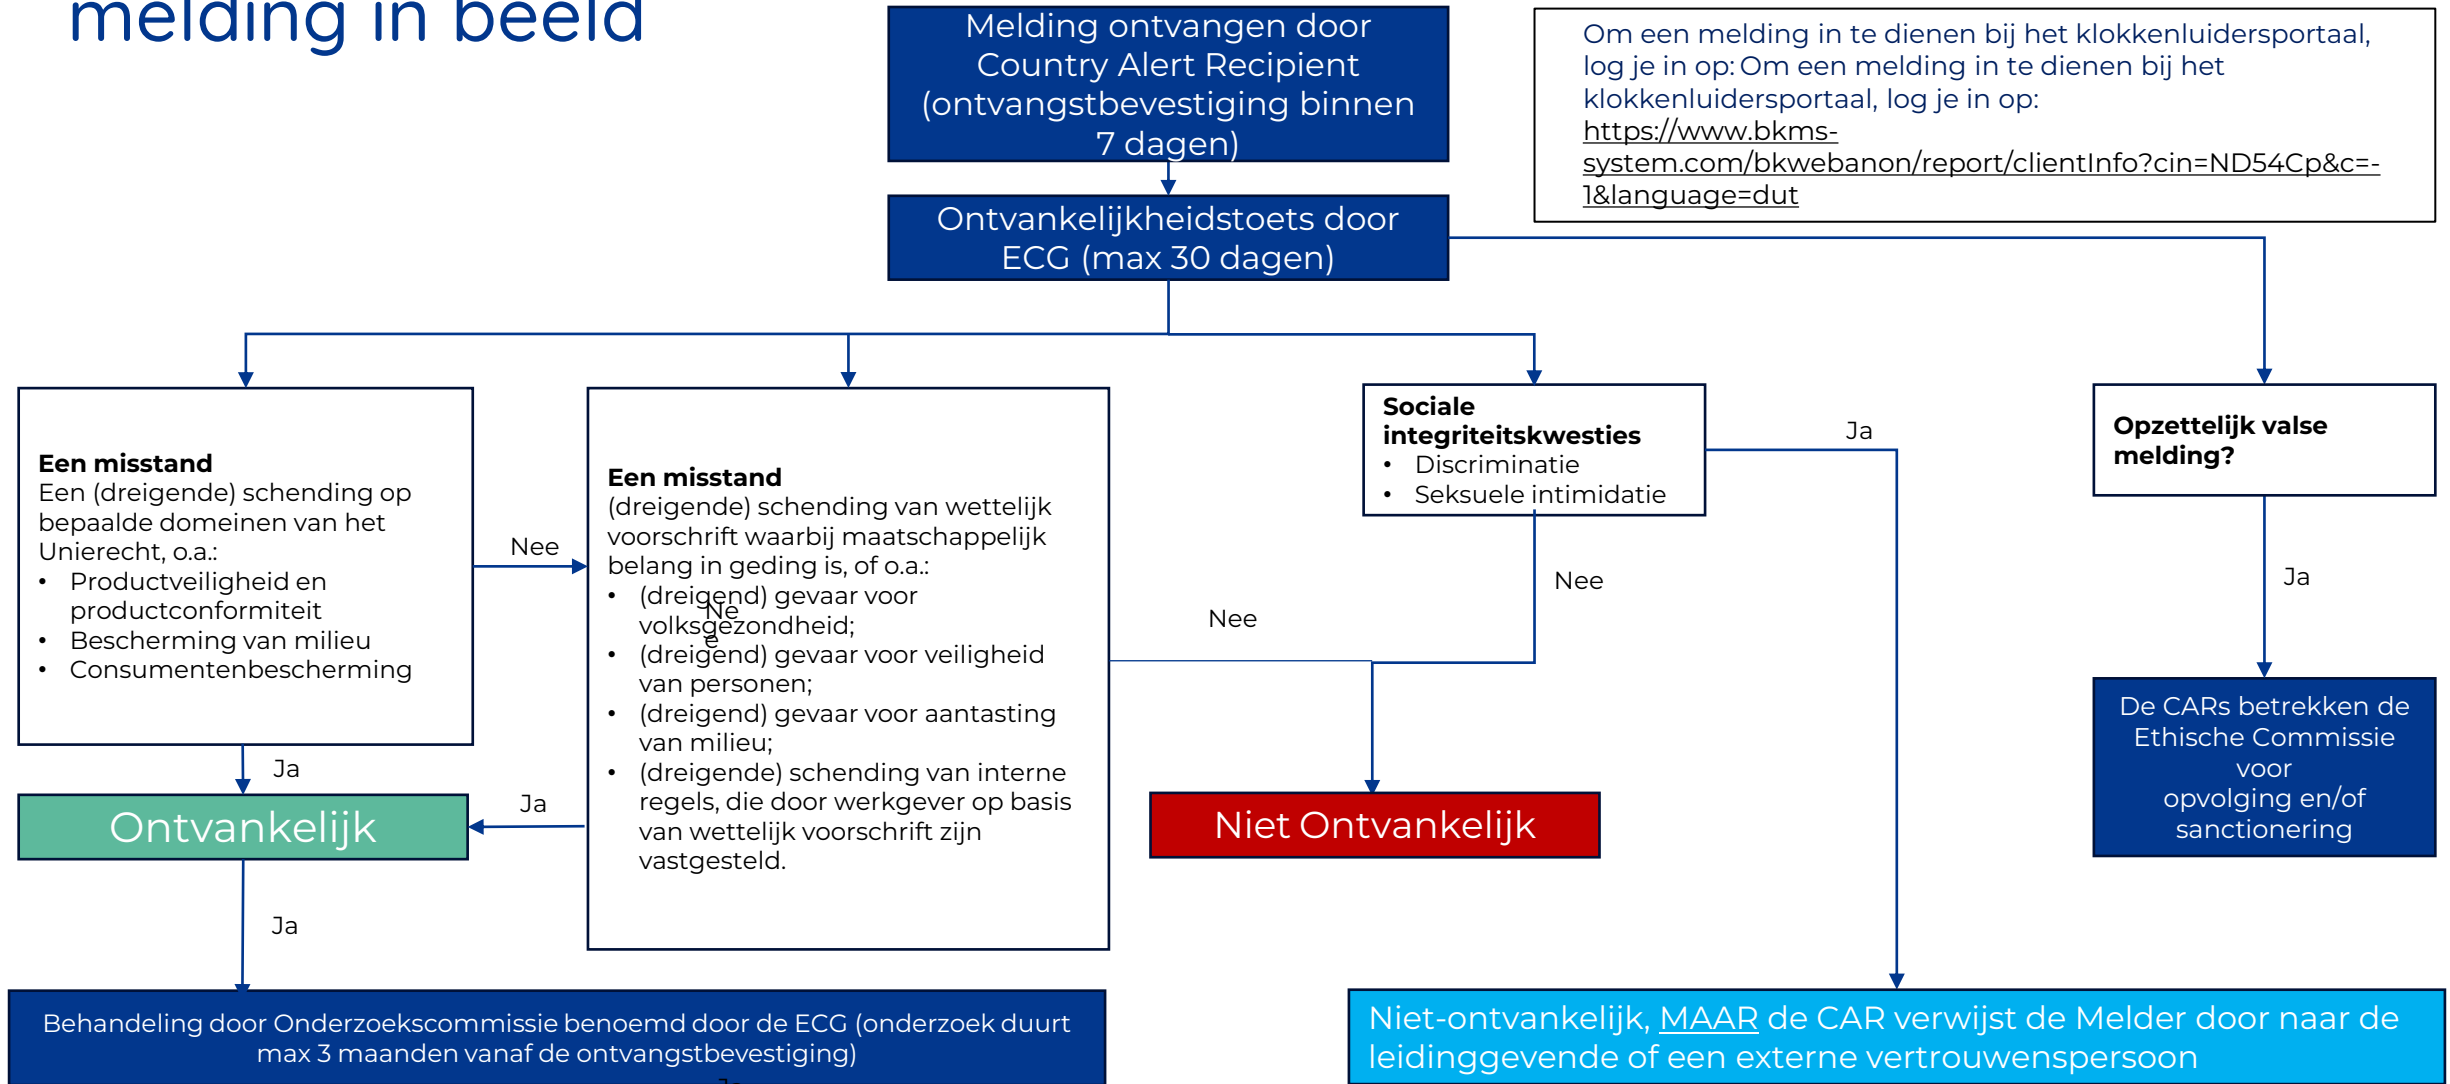 melding in beeld
Melding ontvangen door
Country Alert Recipient
(ontvangstbevestiging binnen
7 dagen)
Om een melding in te dienen bij het klokkenluidersportaal,
log je in op: Om een melding in te dienen bij het
klokkenluidersportaal, log je in op:
https://www.bkms-
system.com/bkwebanon/report/clientInfo?cin=ND54Cp&c=-
1&language=dut
Ontvankelijkheidstoets door
ECG (max 30 dagen)
Een misstand
Een (dreigende) schending op
bepaalde domeinen van het
Unierecht, o.a.:
• Productveiligheid en
productconformiteit
• Bescherming van milieu
• Consumentenbescherming
Nee
Een misstand
(dreigende) schending van wettelijk
voorschrift waarbij maatschappelijk
belang in geding is, of o.a.:
• (dreigend) gevaar voor
volksgezondheid;
• (dreigend) gevaar voor veiligheid
van personen;
• (dreigend) gevaar voor aantasting
van milieu;
• (dreigende) schending van interne
regels, die door werkgever op basis
van wettelijk voorschrift zijn
vastgesteld.
Ne
e
Nee
Sociale
integriteitskwesties
• Discriminatie
• Seksuele intimidatie
Nee
Ja
Opzettelijk valse
melding?
Ja
De CARs betrekken de
Ethische Commissie
voor
opvolging en/of
sanctionering
Ja
Ontvankelijk
Ja
Niet Ontvankelijk
Ja
Behandeling door Onderzoekscommissie benoemd door de ECG (onderzoek duurt
max 3 maanden vanaf de ontvangstbevestiging)
Ja
Niet-ontvankelijk, MAAR de CAR verwijst de Melder door naar de
leidinggevende of een externe vertrouwenspersoon